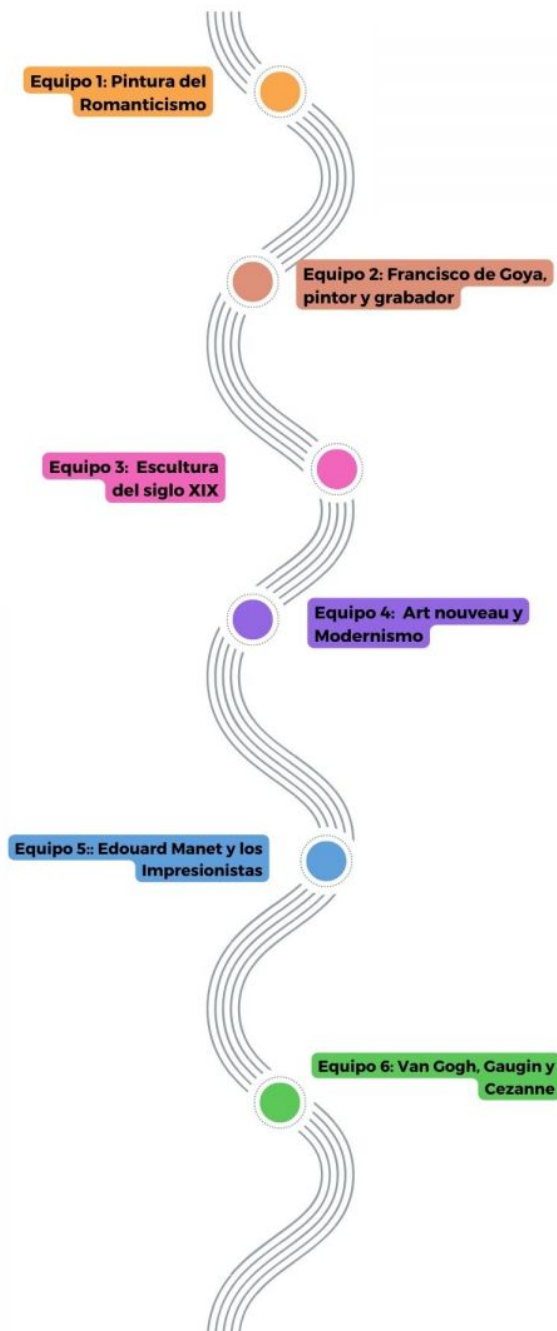 Equipo 1: Pintura del
Romanticismo
Equipo 2: Francisco de Goya,
pintor y grabador
Equipo 3: Escultura
del siglo XIX
Equipo 4: Art nouveau y
Modernismo
Equipo 5:: Edouard Manet y los
Impresionistas
Equipo 6: Van Gogh, Gaugin y
Cezanne